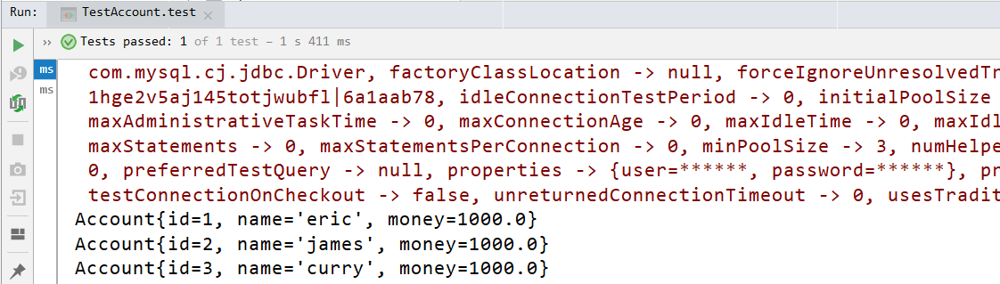 Run: TestAccount.test
Tests passed: 1 of 1 test – 1 s 411 ms
ms
ms
com.mysql.cj.jdbc.Driver, factoryClassLocation -> null, forceIgnoreUnresolvedTr
1hge2v5aj145totjwubfl|6a1aab78, idleConnectionTestPeriod -> 0, initialPoolSize
maxAdministrativeTaskTime -> 0, maxConnectionAge -> 0, maxIdleTime -> 0, maxIdl
maxStatements -> 0, maxStatementsPerConnection -> 0, minPoolSize -> 3, numHelpe
0, preferredTestQuery -> null, properties -> {user=******, password=******}, pr
testConnectionOnCheckout -> false, unreturnedConnectionTimeout -> 0, usesTradit
Account{id=1, name='eric', money=1000.0}
Account{id=2, name='james', money=1000.0}
Account{id=3, name='curry', money=1000.0}